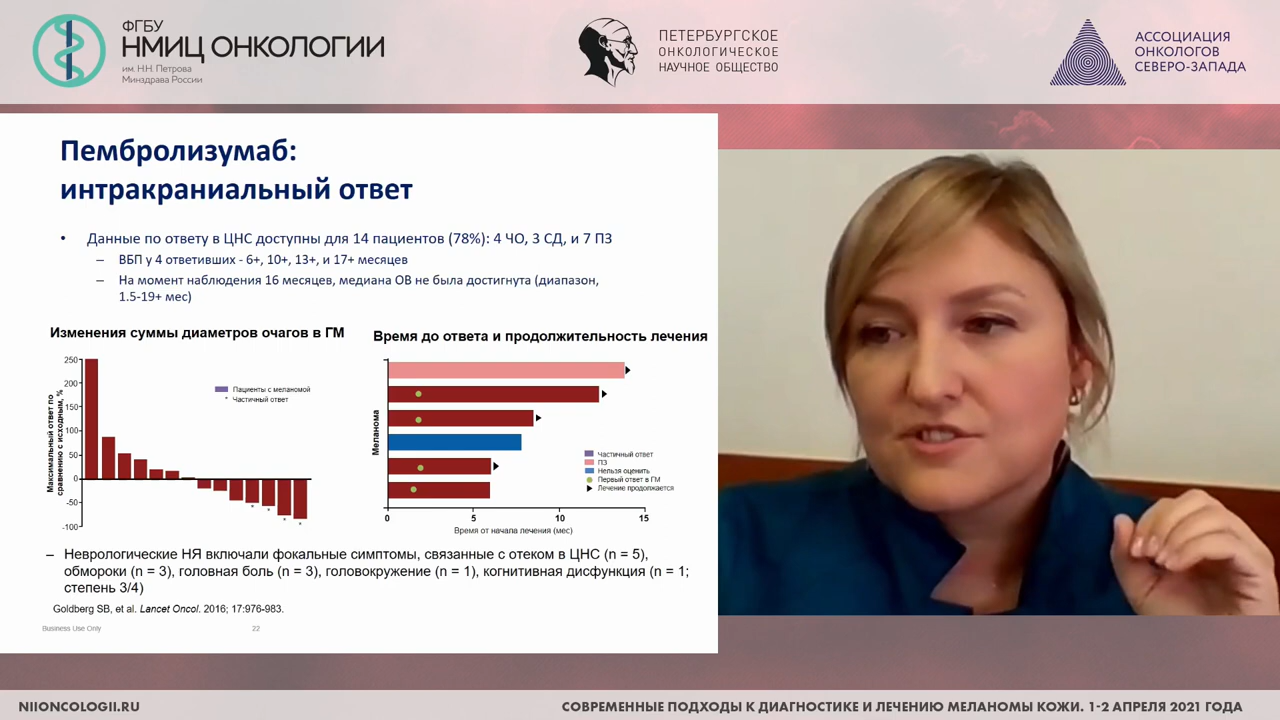 ФГБУ
НМИЦ ОНКОЛОГИИ
им. Н.Н. Петрова
Минздрава России
ПЕТЕРБУРГСКОЕ
ОНКОЛОГИЧЕСКОЕ
НАУЧНОЕ ОБЩЕСТВО
АССОЦИАЦИЯ
ОНКОЛОГОВ
СЕВЕРО-ЗАПАДА
Пембролизумаб:
интракраниальный ответ
• Данные по ответу в ЦНС доступны для 14 пациентов (78%): 4 ЧО, 3 СД, и 7 ПЗ
– ВБП у 4 ответивших - 6+, 10+, 13+, и 17+ месяцев
– На момент наблюдения 16 месяцев, медиана ОВ не была достигнута (диапазон,
1.5-19+ мес)
Изменения суммы диаметров очагов в ГМ
Максимальный ответ по
сравнению с исходным, %
250
200
150
100
50
0
-50
-100
Пациенты с меланомой
* Частичный ответ
* * * *
Время до ответа и продолжительность лечения
Меланома
Частичный ответ
ПЗ
Нельзя оценить
Первый ответ в ГМ
Лечение продолжается
0 5 10 15
Время от начала лечения (мес)
– Неврологические НЯ включали фокальные симптомы, связанные с отеком в ЦНС (n = 5),
обмороки (n = 3), головная боль (n = 3), головокружение (n = 1), когнитивная дисфункция (n = 1;
степень 3/4)
Goldberg SB, et al. Lancet Oncol. 2016; 17:976-983.
Business Use Only
22
NIIONCOLOGII.RU
СОВРЕМЕННЫЕ ПОДХОДЫ К ДИАГНОСТИКЕ И ЛЕЧЕНИЮ МЕЛАНОМЫ КОЖИ. 1-2 АПРЕЛЯ 2021 ГОДА